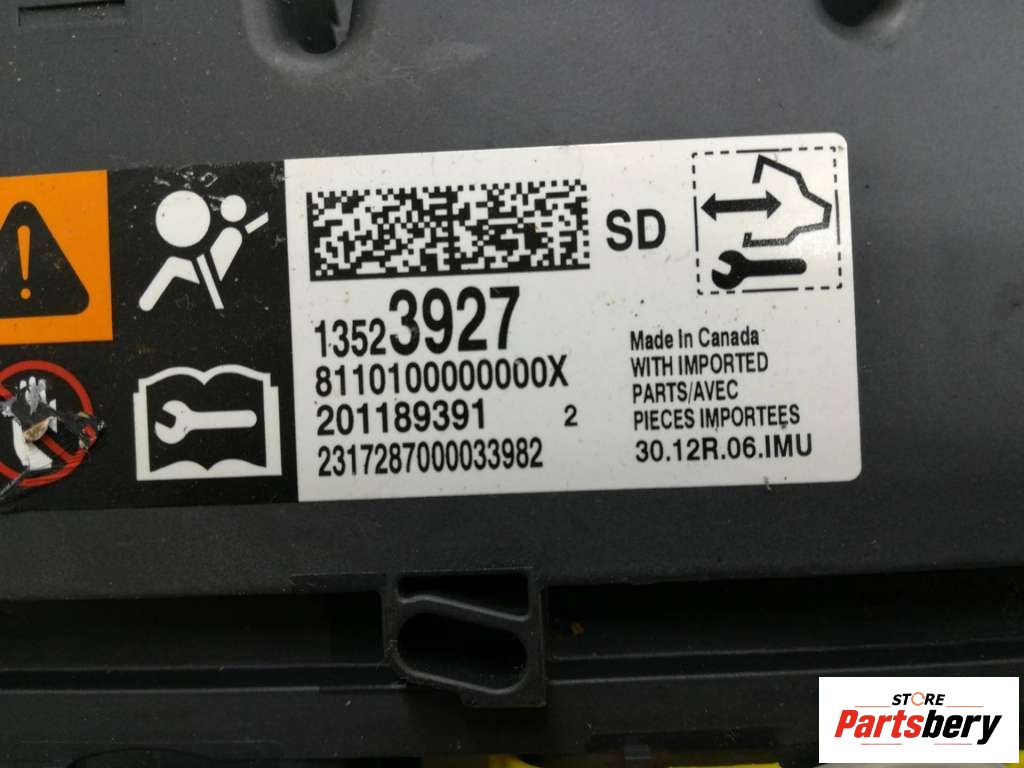 SD
13523927
8110100000000X
201189391 2
2317287000033982
Made In Canada
WITH IMPORTED
PARTS/AVEC
PIECES IMPORTEES
30.12R.06.IMU
STORE
Partsbery